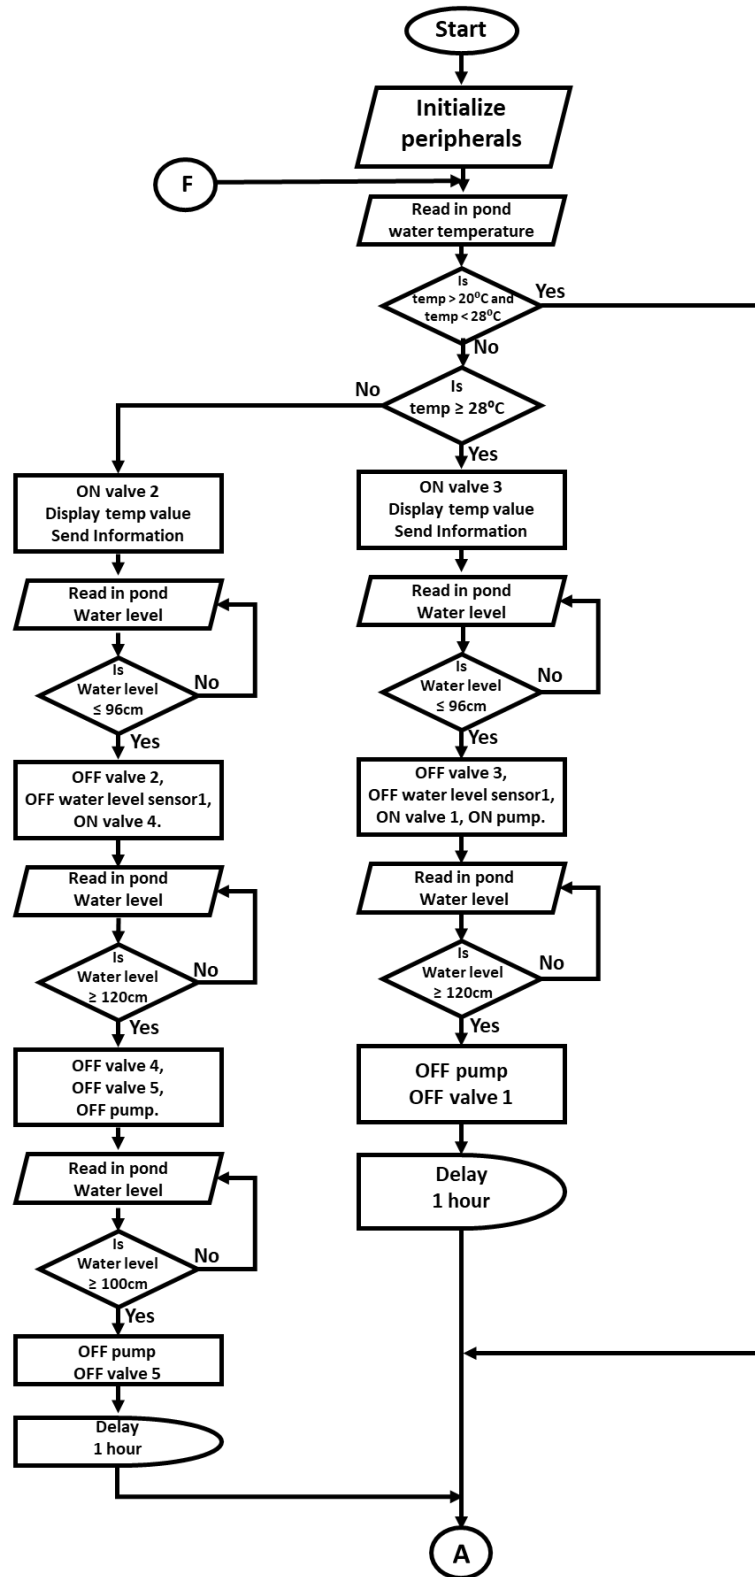 Start
Initialize
peripherals
F
Read in pond
water temperature
Is
temp > 20⁰C and
temp < 28⁰C
Yes
No
Is
temp ≥ 28⁰C
No
Yes
ON valve 2
Display temp value
Send Information
Read in pond
Water level
Is
Water level
≤ 96cm
No
Yes
OFF valve 2,
OFF water level sensor1,
ON valve 4.
Read in pond
Water level
Is
Water level
≥ 120cm
No
Yes
OFF valve 4,
OFF valve 5,
OFF pump.
Read in pond
Water level
Is
Water level
≥ 100cm
No
Yes
OFF pump
OFF valve 5
Delay
1 hour
ON valve 3
Display temp value
Send Information
Read in pond
Water level
Is
Water level
≤ 96cm
No
Yes
OFF valve 3,
OFF water level sensor1,
ON valve 1, ON pump.
Read in pond
Water level
Is
Water level
≥ 120cm
No
Yes
OFF pump
OFF valve 1
Delay
1 hour
A